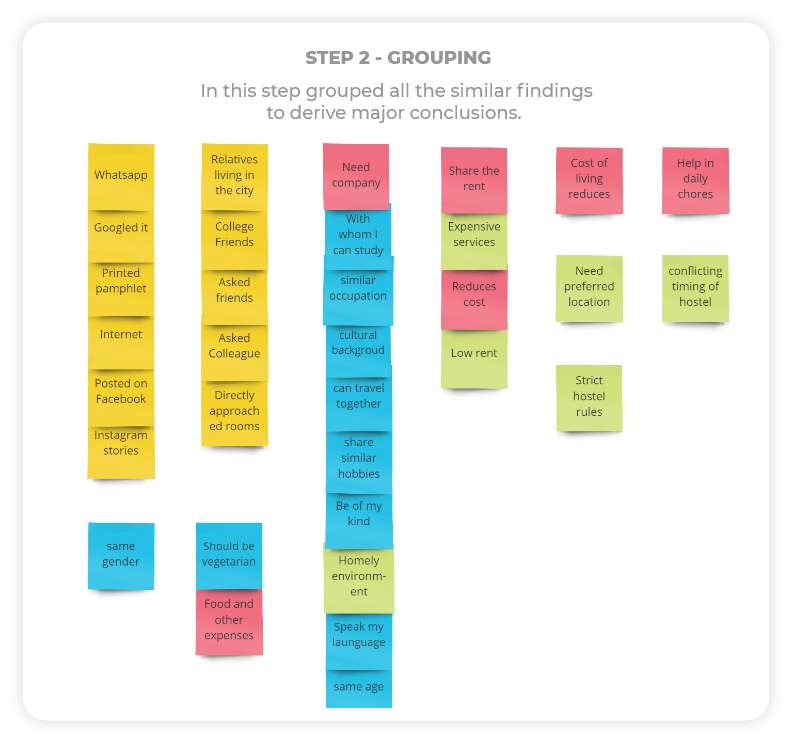 STEP 2 - GROUPING
In this step grouped all the similar findings
to derive major conclusions.
Whatsapp
Googled it
Printed
pamphlet
Internet
Posted on
Facebook
Instagram
stories
Relatives
living in
the city
College
Friends
Asked
friends
Asked
Colleague
Directly
approach
ed rooms
Need
company
With
whom I
can study
similar
occupation
cultural
backgroud
can travel
together
share
similar
hobbies
Be of my
kind
Homely
environm-
ent
Speak my
launguage
same age
Share the
rent
Expensive
services
Reduces
cost
Low rent
Cost of
living
reduces
Need
preferred
location
Strict
hostel
rules
Help in
daily
chores
conflicting
timing of
hostel
same
gender
Should be
vegetarian
Food and
other
expenses